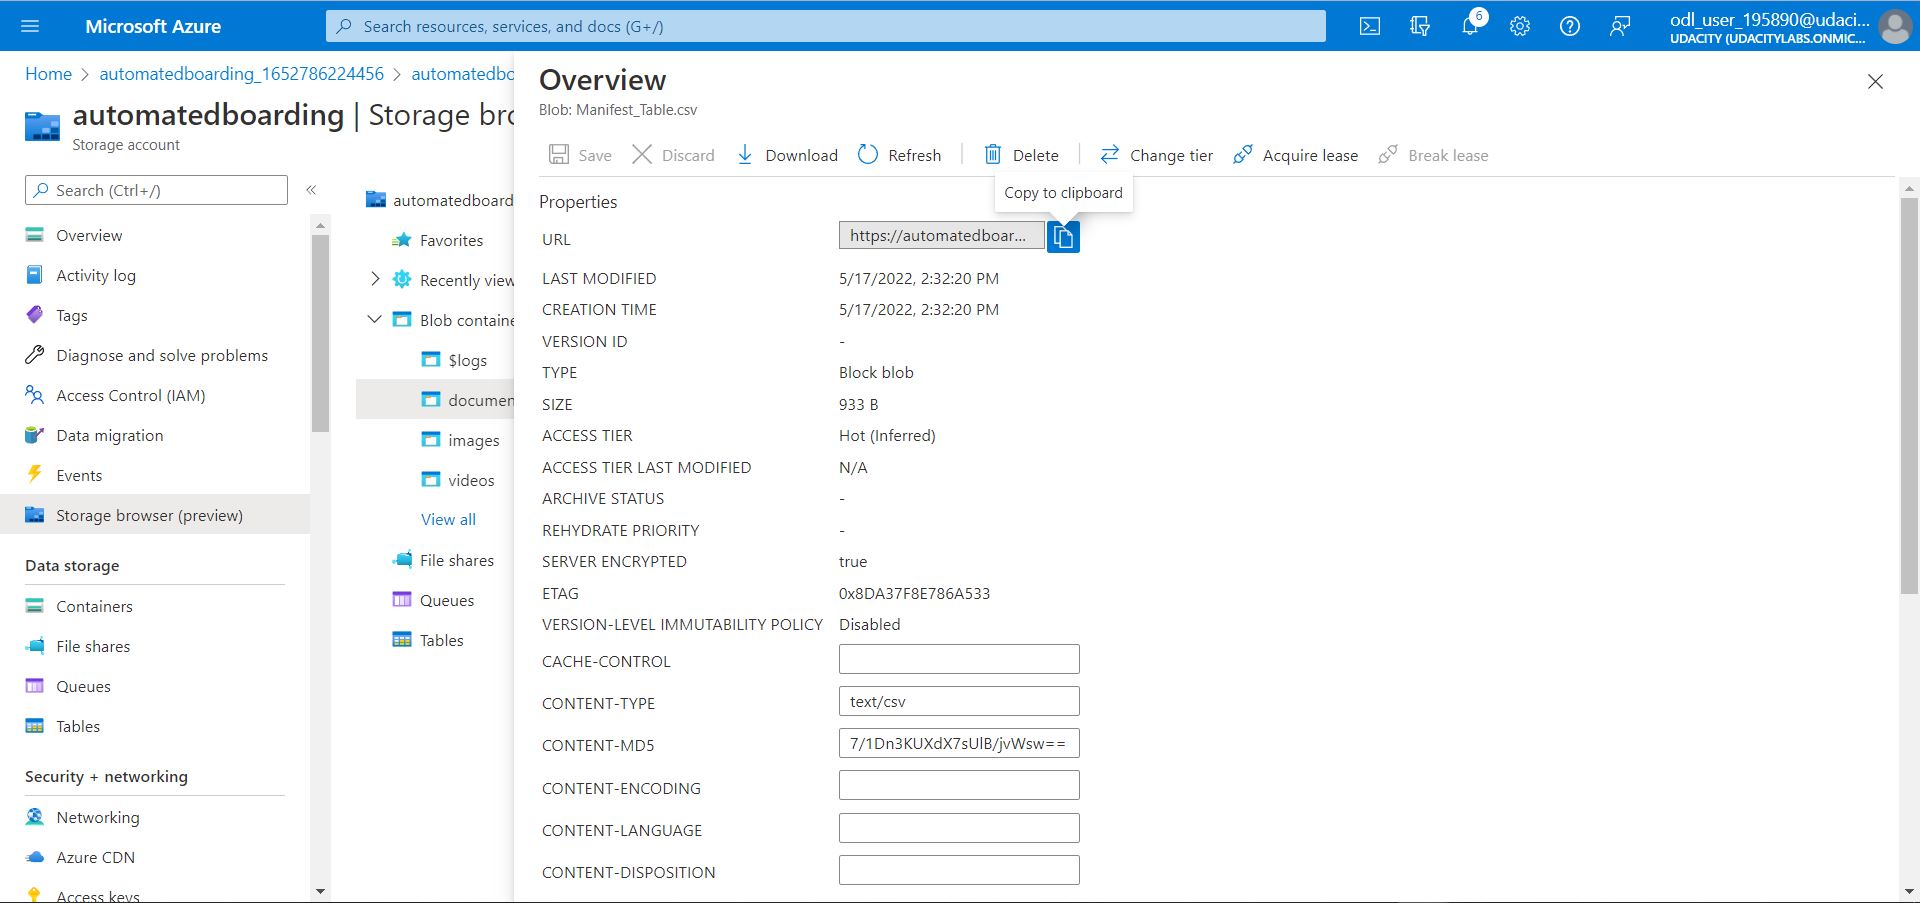 Microsoft Azure
Search resources, services, and docs (G+/)
6
odl_user_195890@udaci...
UDACITY (UDACITYLABS.ONMIC...
Home > automatedboarding_1652786224456 > automatedbo
automatedboarding | Storage bro
Storage account
Search (Ctrl+/)
«
Overview
Activity log
Tags
Diagnose and solve problems
Access Control (IAM)
Data migration
Events
Storage browser (preview)
Data storage
Containers
File shares
Queues
Tables
Security + networking
Networking
Azure CDN
Access keys
automatedboard
Favorites
Recently view
Blob containe
$logs
documen
images
videos
View all
File shares
Queues
Tables
Overview
Blob: Manifest_Table.csv
Save Discard Download Refresh Delete Change tier Acquire lease Break lease
Copy to clipboard
Properties
URL https://automatedboar...
LAST MODIFIED 5/17/2022, 2:32:20 PM
CREATION TIME 5/17/2022, 2:32:20 PM
VERSION ID -
TYPE Block blob
SIZE 933 B
ACCESS TIER Hot (Inferred)
ACCESS TIER LAST MODIFIED N/A
ARCHIVE STATUS -
REHYDRATE PRIORITY -
SERVER ENCRYPTED true
ETAG 0x8DA37F8E786A533
VERSION-LEVEL IMMUTABILITY POLICY Disabled
CACHE-CONTROL
CONTENT-TYPE text/csv
CONTENT-MD5 7/1Dn3KUXdX7sUlB/jvWsw==
CONTENT-ENCODING
CONTENT-LANGUAGE
CONTENT-DISPOSITION